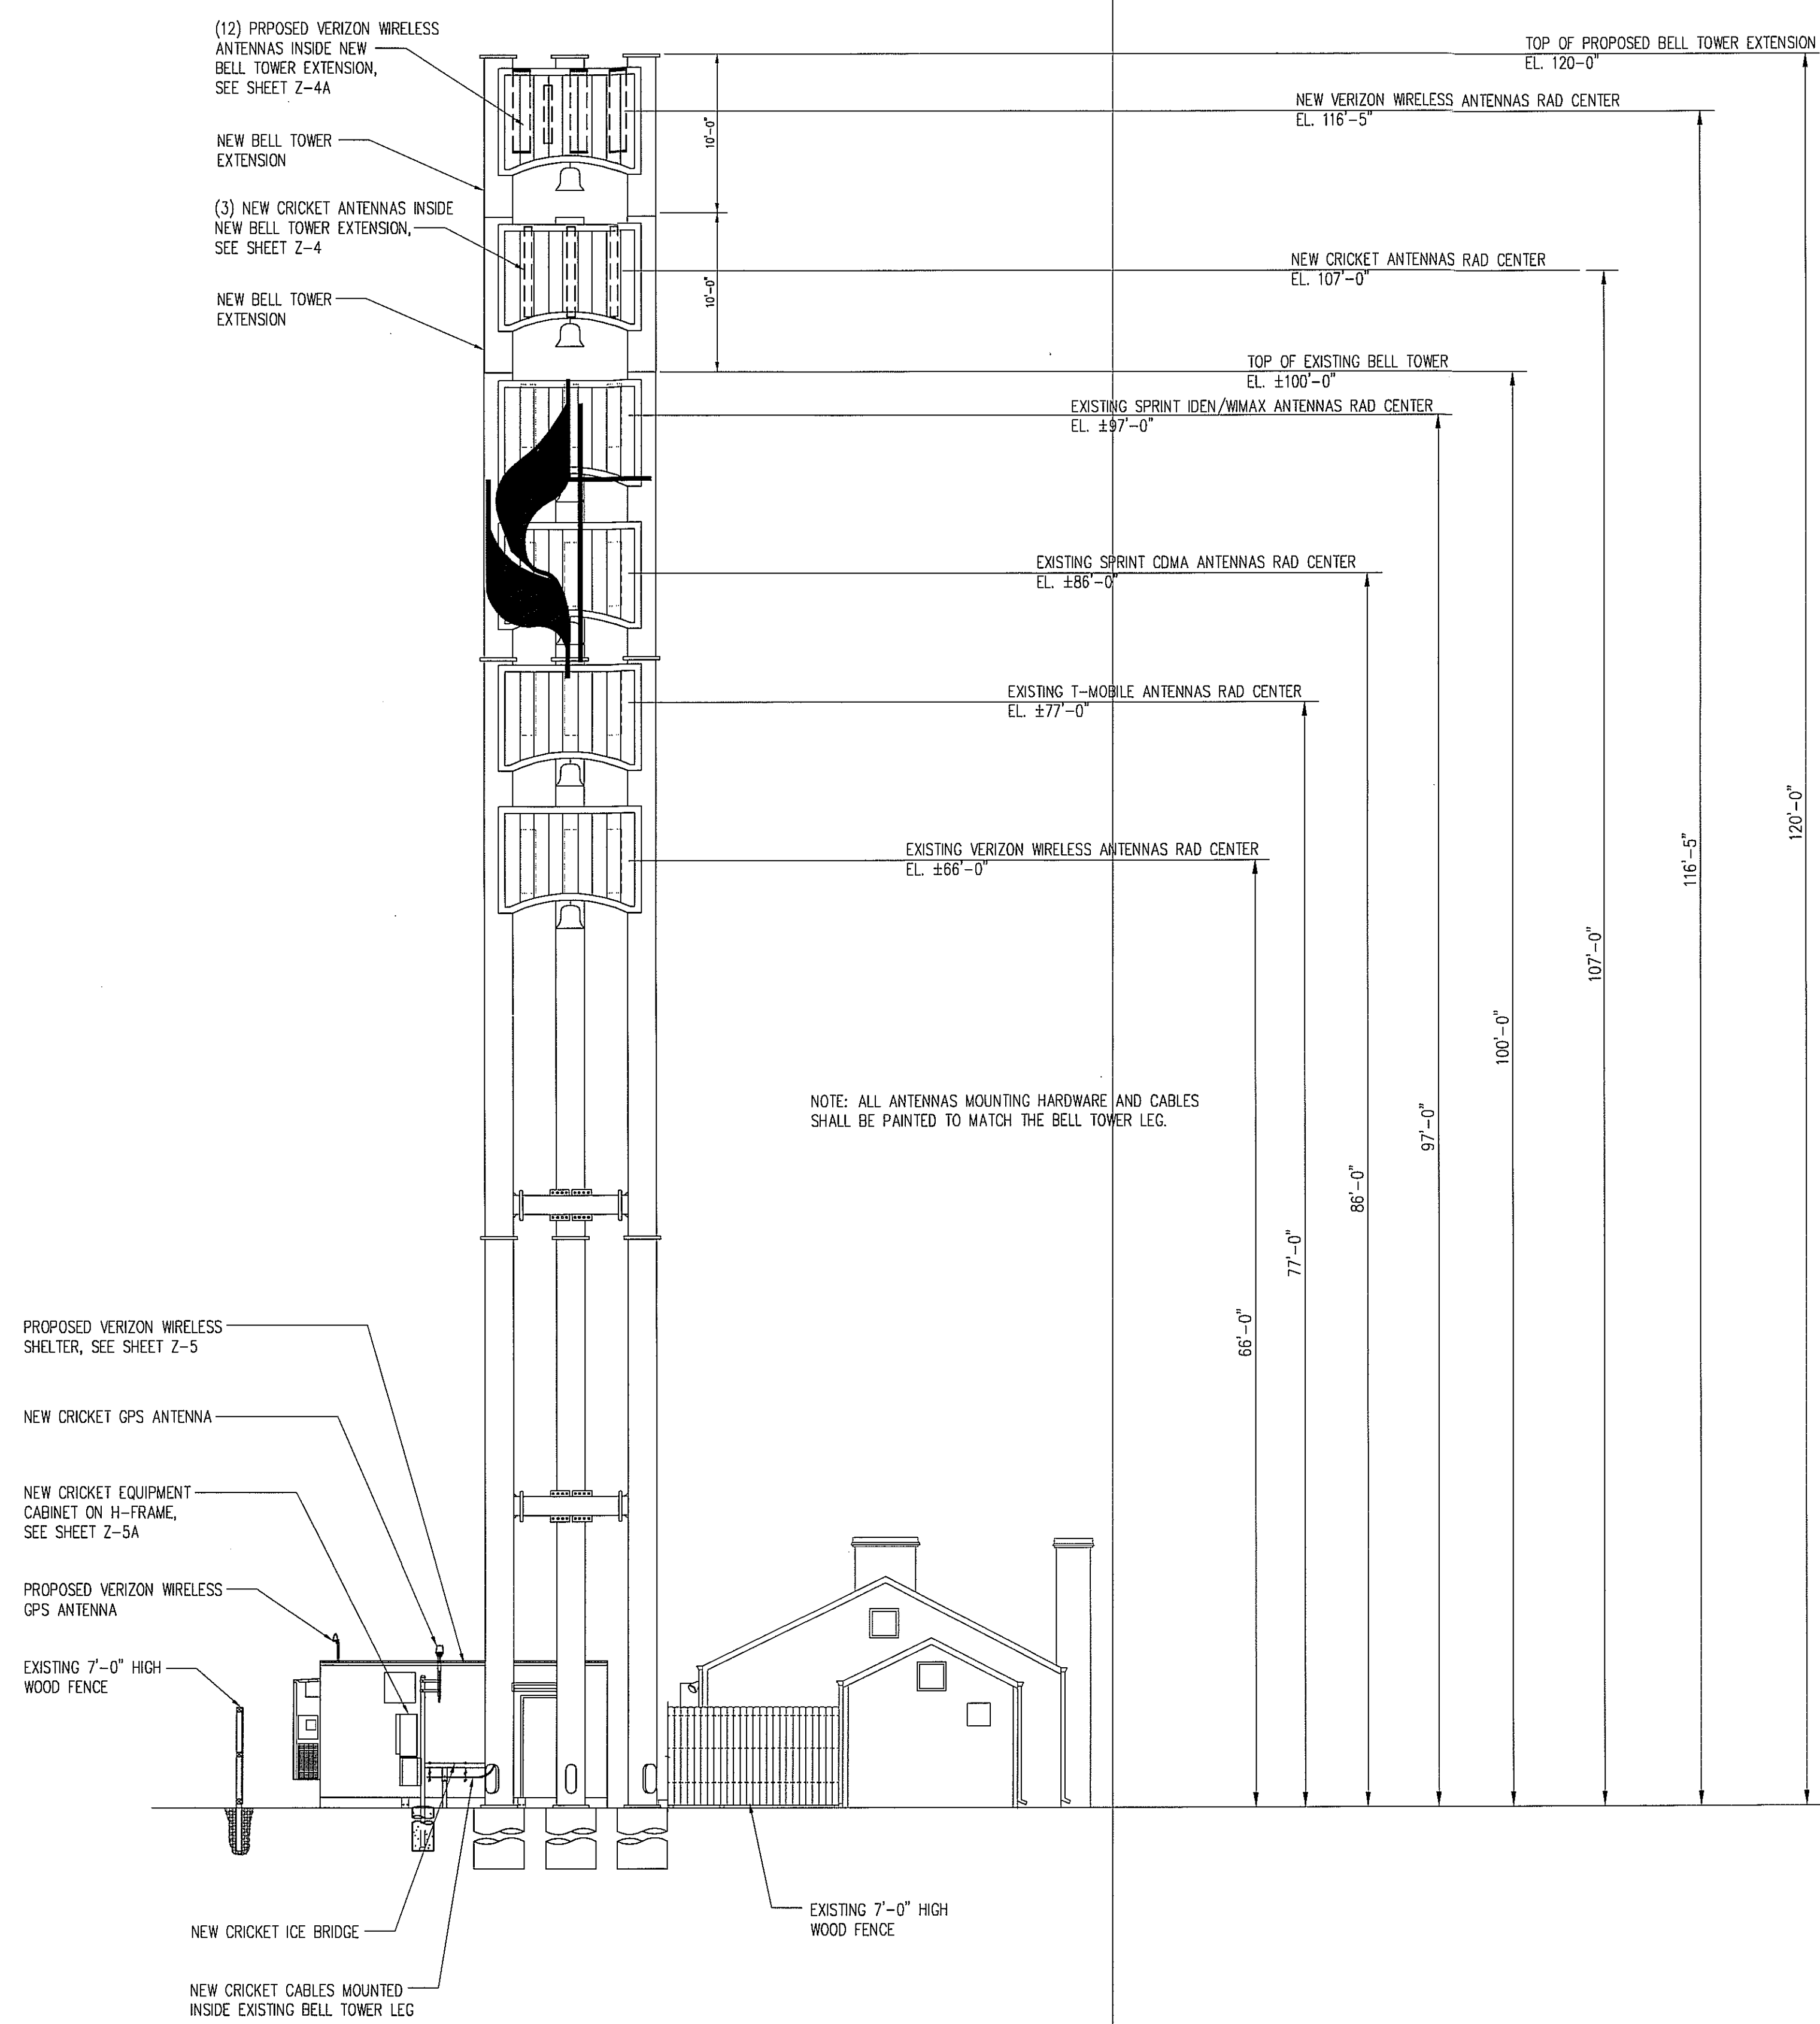 (12) PRPOSED VERIZON WIRELESS
ANTENNAS INSIDE NEW
BELL TOWER EXTENSION,
SEE SHEET Z-4A
NEW BELL TOWER
EXTENSION
(3) NEW CRICKET ANTENNAS INSIDE
NEW BELL TOWER EXTENSION,
SEE SHEET Z-4
NEW BELL TOWER
EXTENSION
10'-0"
10'-0"
TOP OF PROPOSED BELL TOWER EXTENSION
EL. 120-0"
NEW VERIZON WIRELESS ANTENNAS RAD CENTER
EL. 116'-5"
NEW CRICKET ANTENNAS RAD CENTER
EL. 107'-0"
TOP OF EXISTING BELL TOWER
EL. ±100'-0"
EXISTING SPRINT IDEN/WIMAX ANTENNAS RAD CENTER
EL. ±97'-0"
EXISTING SPRINT CDMA ANTENNAS RAD CENTER
EL. ±86'-0"
EXISTING T-MOBILE ANTENNAS RAD CENTER
EL. ±77'-0"
EXISTING VERIZON WIRELESS ANTENNAS RAD CENTER
EL. ±66'-0"
120'-0"
116'-5"
107'-0"
100'-0"
97'-0"
86'-0"
77'-0"
66'-0"
NOTE: ALL ANTENNAS MOUNTING HARDWARE AND CABLES
SHALL BE PAINTED TO MATCH THE BELL TOWER LEG.
PROPOSED VERIZON WIRELESS
SHELTER, SEE SHEET Z-5
NEW CRICKET GPS ANTENNA
NEW CRICKET EQUIPMENT
CABINET ON H-FRAME,
SEE SHEET Z-5A
PROPOSED VERIZON WIRELESS
GPS ANTENNA
EXISTING 7'-0" HIGH
WOOD FENCE
EXISTING 7'-0" HIGH
WOOD FENCE
NEW CRICKET ICE BRIDGE
NEW CRICKET CABLES MOUNTED
INSIDE EXISTING BELL TOWER LEG